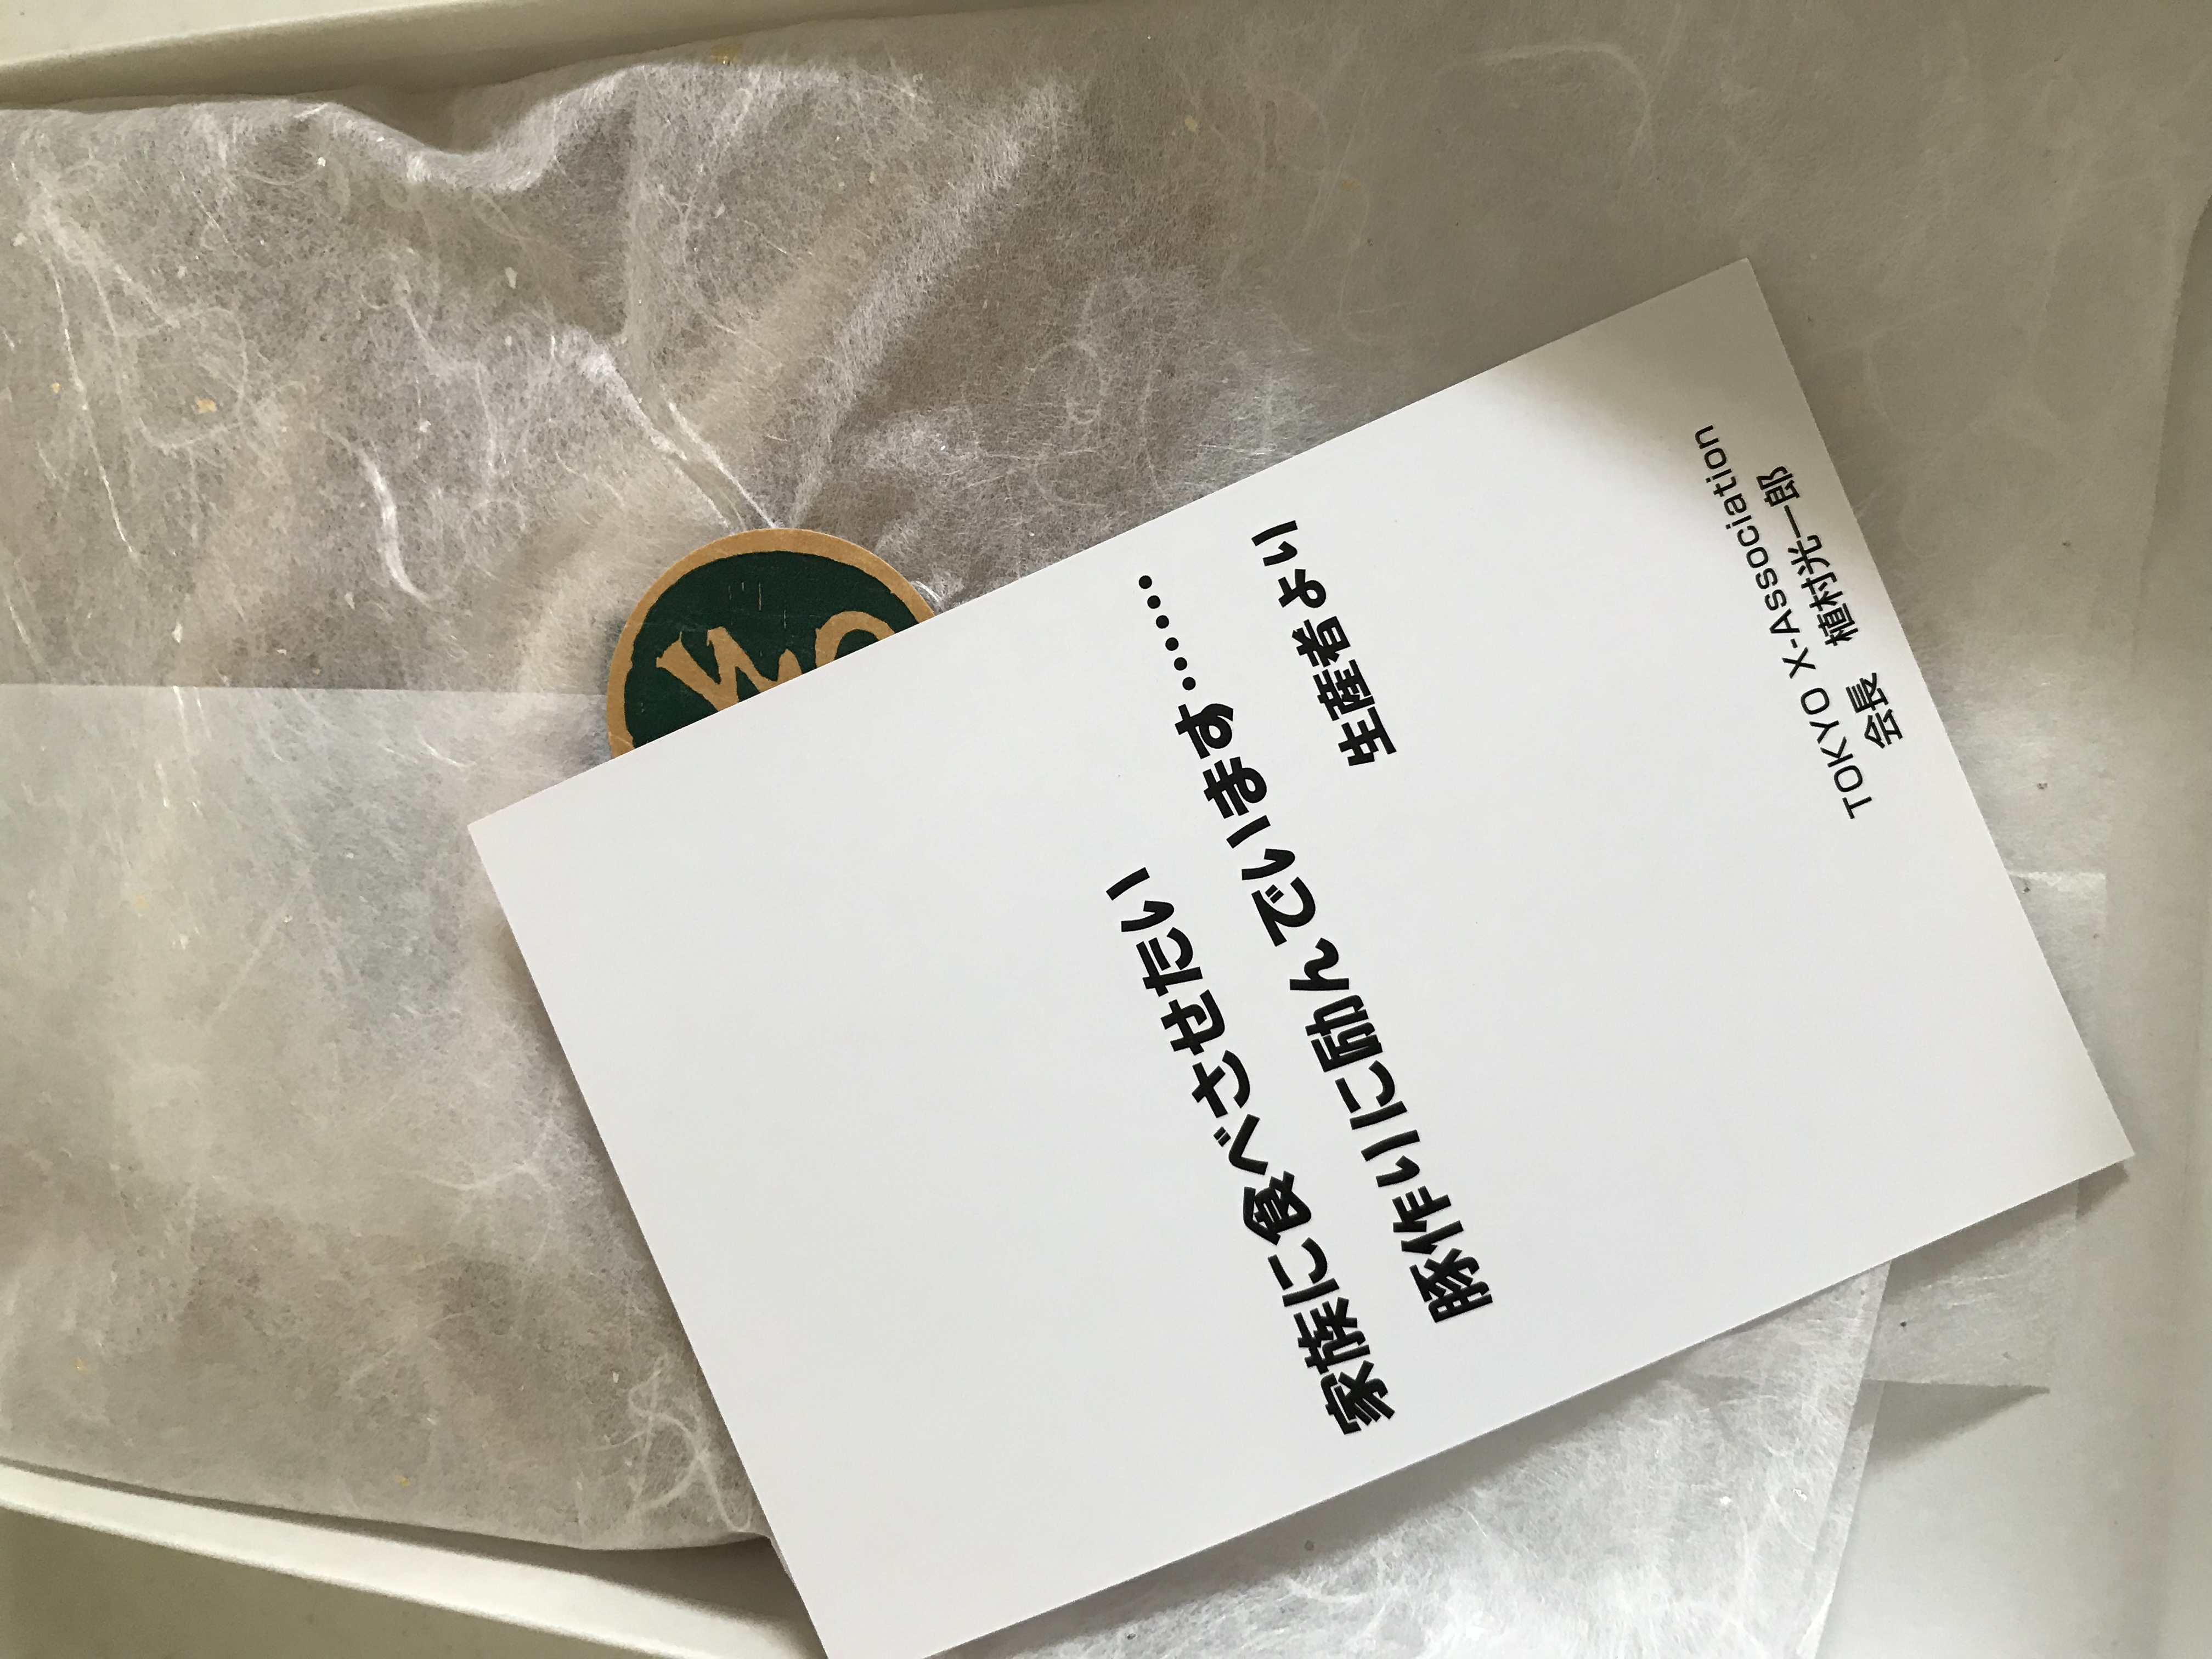 家族に食べさせたい
豚作りに励んでいます……
生産者より
TOKYO X-Association
会長 植村光一郎